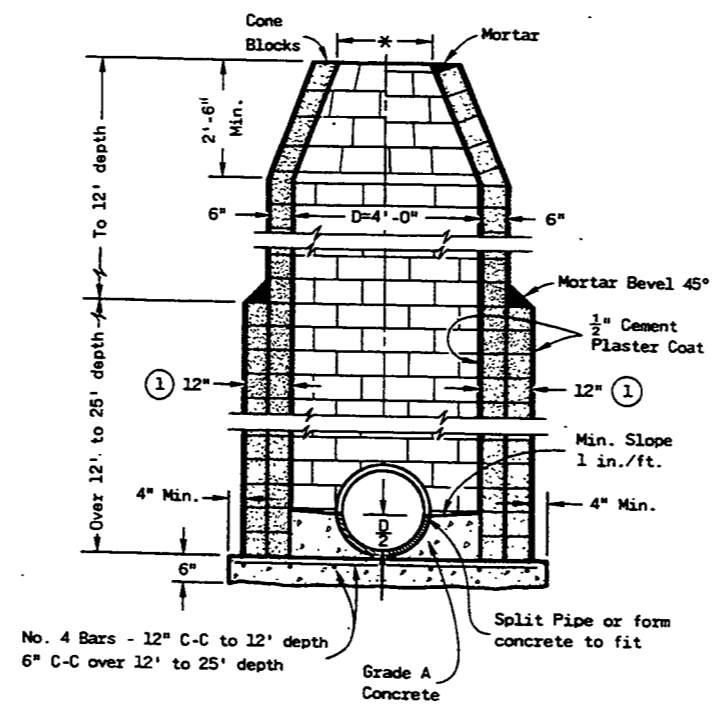 Cone
Blocks
*
Mortar
2'-6"
Min.
To 12' depth
6"
D=4'-0"
6"
Mortar Bevel 45°
½" Cement
Plaster Coat
Over 12' to 25' depth
1 12"
12" 1
Min. Slope
1 in./ft.
4" Min.
4" Min.
D
2
6"
No. 4 Bars - 12" C-C to 12' depth
6" C-C over 12' to 25' depth
Split Pipe or form
concrete to fit
Grade A
Concrete